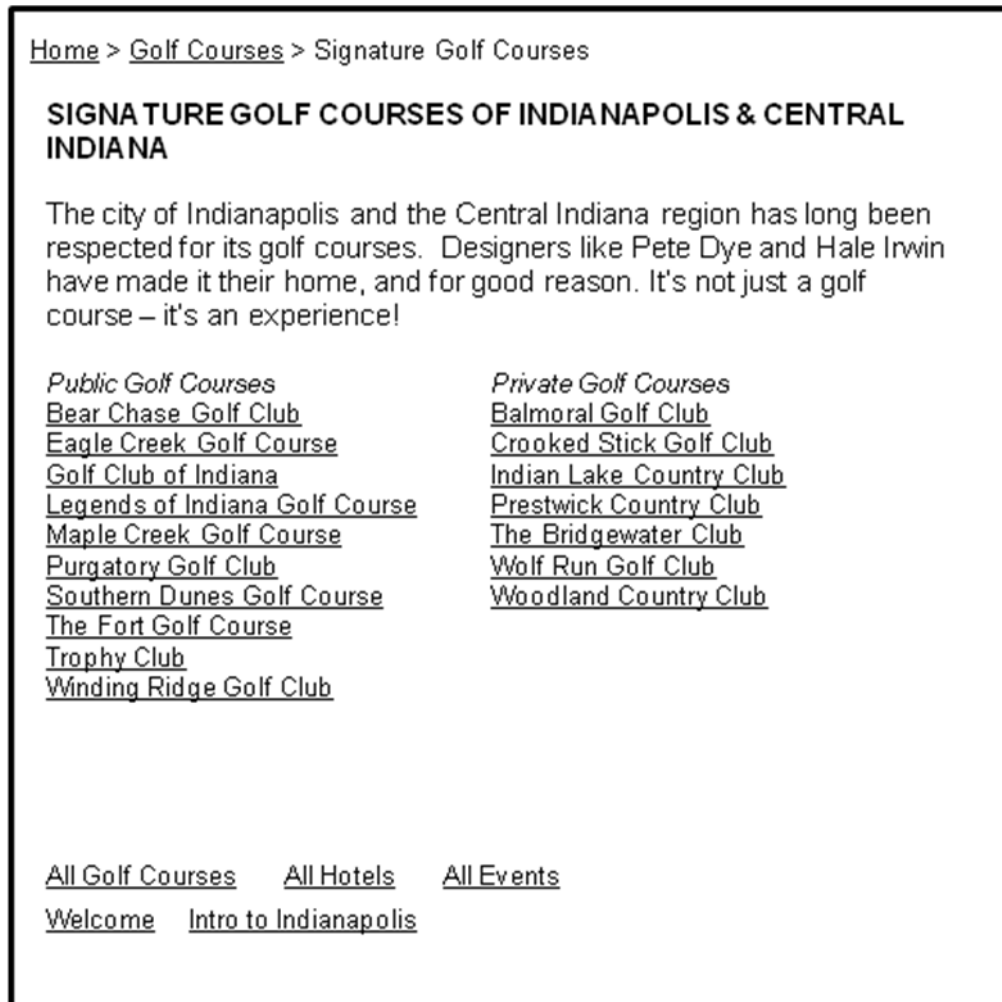 Home > Golf Courses > Signature Golf Courses
SIGNATURE GOLF COURSES OF INDIANAPOLIS & CENTRAL
INDIANA
The city of Indianapolis and the Central Indiana region has long been
respected for its golf courses.  Designers like Pete Dye and Hale Irwin
have made it their home, and for good reason. It's not just a golf
course – it's an experience!
Public Golf Courses
Bear Chase Golf Club
Eagle Creek Golf Course
Golf Club of Indiana
Legends of Indiana Golf Course
Maple Creek Golf Course
Purgatory Golf Club
Southern Dunes Golf Course
The Fort Golf Course
Trophy Club
Winding Ridge Golf Club
Private Golf Courses
Balmoral Golf Club
Crooked Stick Golf Club
Indian Lake Country Club
Prestwick Country Club
The Bridgewater Club
Wolf Run Golf Club
Woodland Country Club
All Golf Courses All Hotels All Events
Welcome Intro to Indianapolis